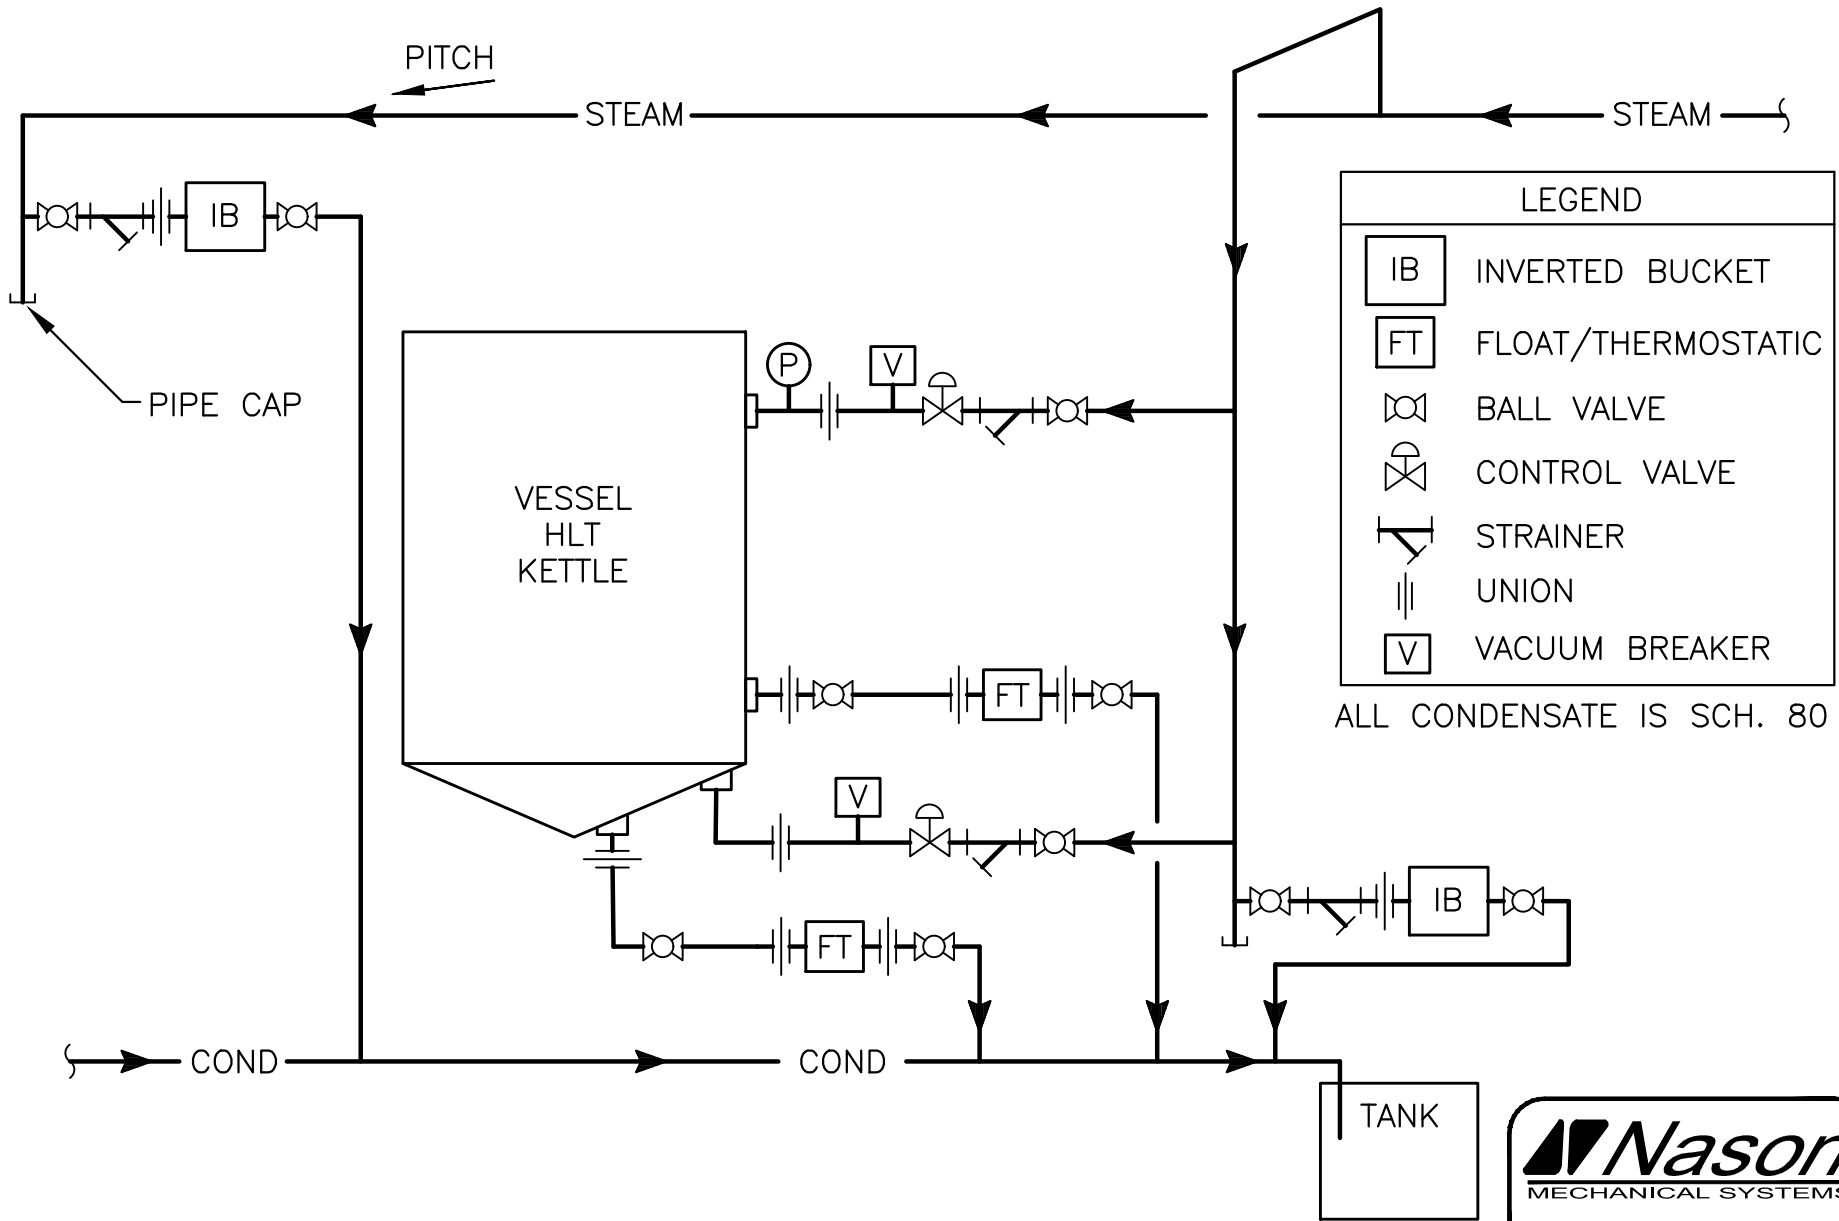 PITCH
STEAM
STEAM
IB
PIPE CAP
P
V
VESSEL
HLT
KETTLE
FT
V
FT
IB
COND
COND
TANK
LEGEND
IB INVERTED BUCKET
FT FLOAT/THERMOSTATIC
BALL VALVE
CONTROL VALVE
STRAINER
UNION
V VACUUM BREAKER
ALL CONDENSATE IS SCH. 80
Nason
MECHANICAL SYSTEMS